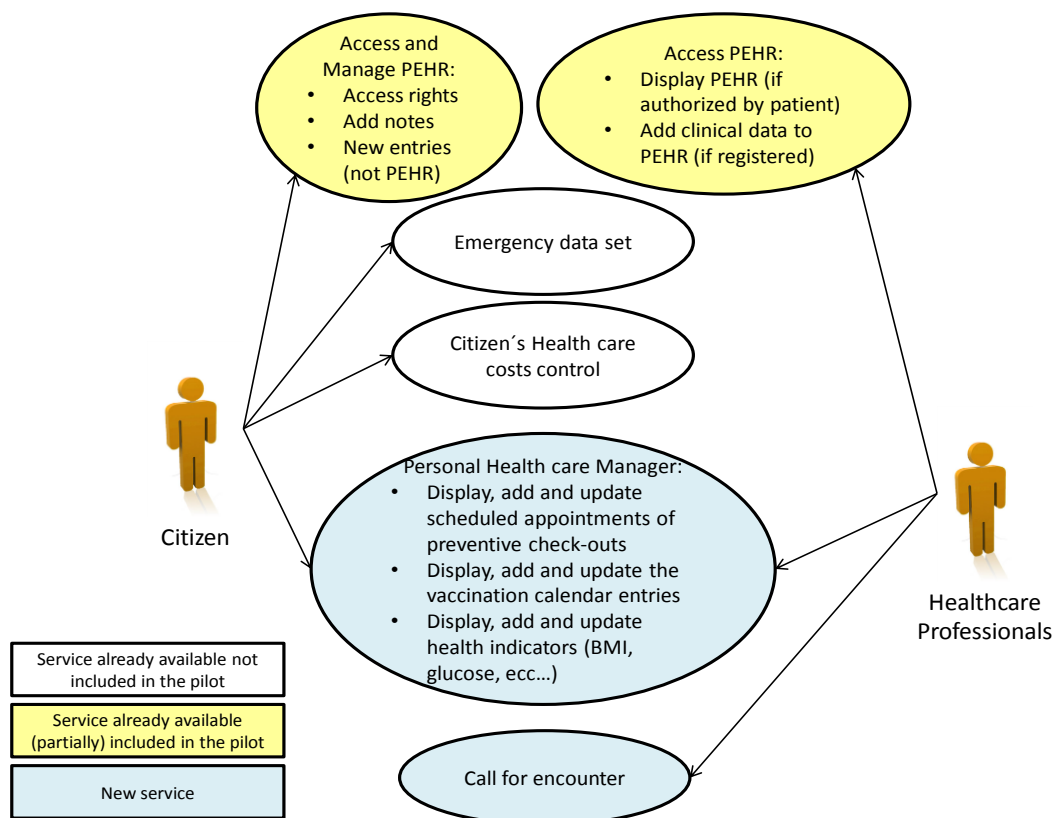 Access and
Manage PEHR:
• Access rights
• Add notes
• New entries
(not PEHR)
Access PEHR:
• Display PEHR (if
authorized by patient)
• Add clinical data to
PEHR (if registered)
Emergency data set
Citizen´s Health care
costs control
Personal Health care Manager:
• Display, add and update
scheduled appointments of
preventive check-outs
• Display, add and update the
vaccination calendar entries
• Display, add and update
health indicators (BMI,
glucose, ecc…)
Citizen
Healthcare
Professionals
Call for encounter
Service already available not
included in the pilot
Service already available
(partially) included in the pilot
New service